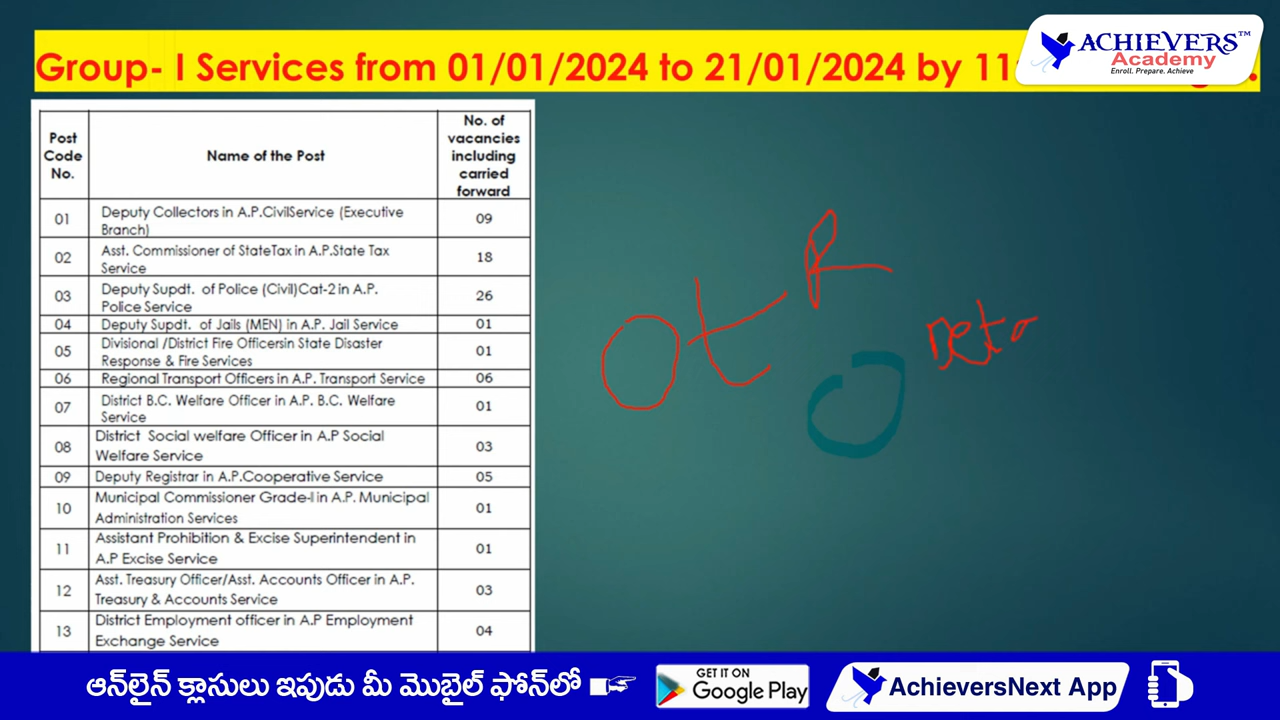 Group- I Services from 01/01/2024 to 21/01/2024 by 11
ACHIEVERS™
Academy
Enroll. Prepare. Achieve
Post Code No. Name of the Post No. of vacancies including carried forward
01 Deputy Collectors in A.P.CivilService (Executive Branch) 09
02 Asst. Commissioner of StateTax in A.P.State Tax Service 18
03 Deputy Supdt. of Police (Civil)Cat-2 in A.P. Police Service 26
04 Deputy Supdt. of Jails (MEN) in A.P. Jail Service 01
05 Divisional /District Fire Officersin State Disaster Response & Fire Services 01
06 Regional Transport Officers in A.P. Transport Service 06
07 District B.C. Welfare Officer in A.P. B.C. Welfare Service 01
08 District Social welfare Officer in A.P Social Welfare Service 03
09 Deputy Registrar in A.P.Cooperative Service 05
10 Municipal Commissioner Grade-I in A.P. Municipal Administration Services 01
11 Assistant Prohibition & Excise Superintendent in A.P Excise Service 01
12 Asst. Treasury Officer/Asst. Accounts Officer in A.P. Treasury & Accounts Service 03
13 District Employment officer in A.P Employment Exchange Service 04
OtR
ఆన్‌లైన్ క్లాసులు ఇపుడు మీ మొబైల్ ఫోన్‌లో
GET IT ON
Google Play
AchieversNext App